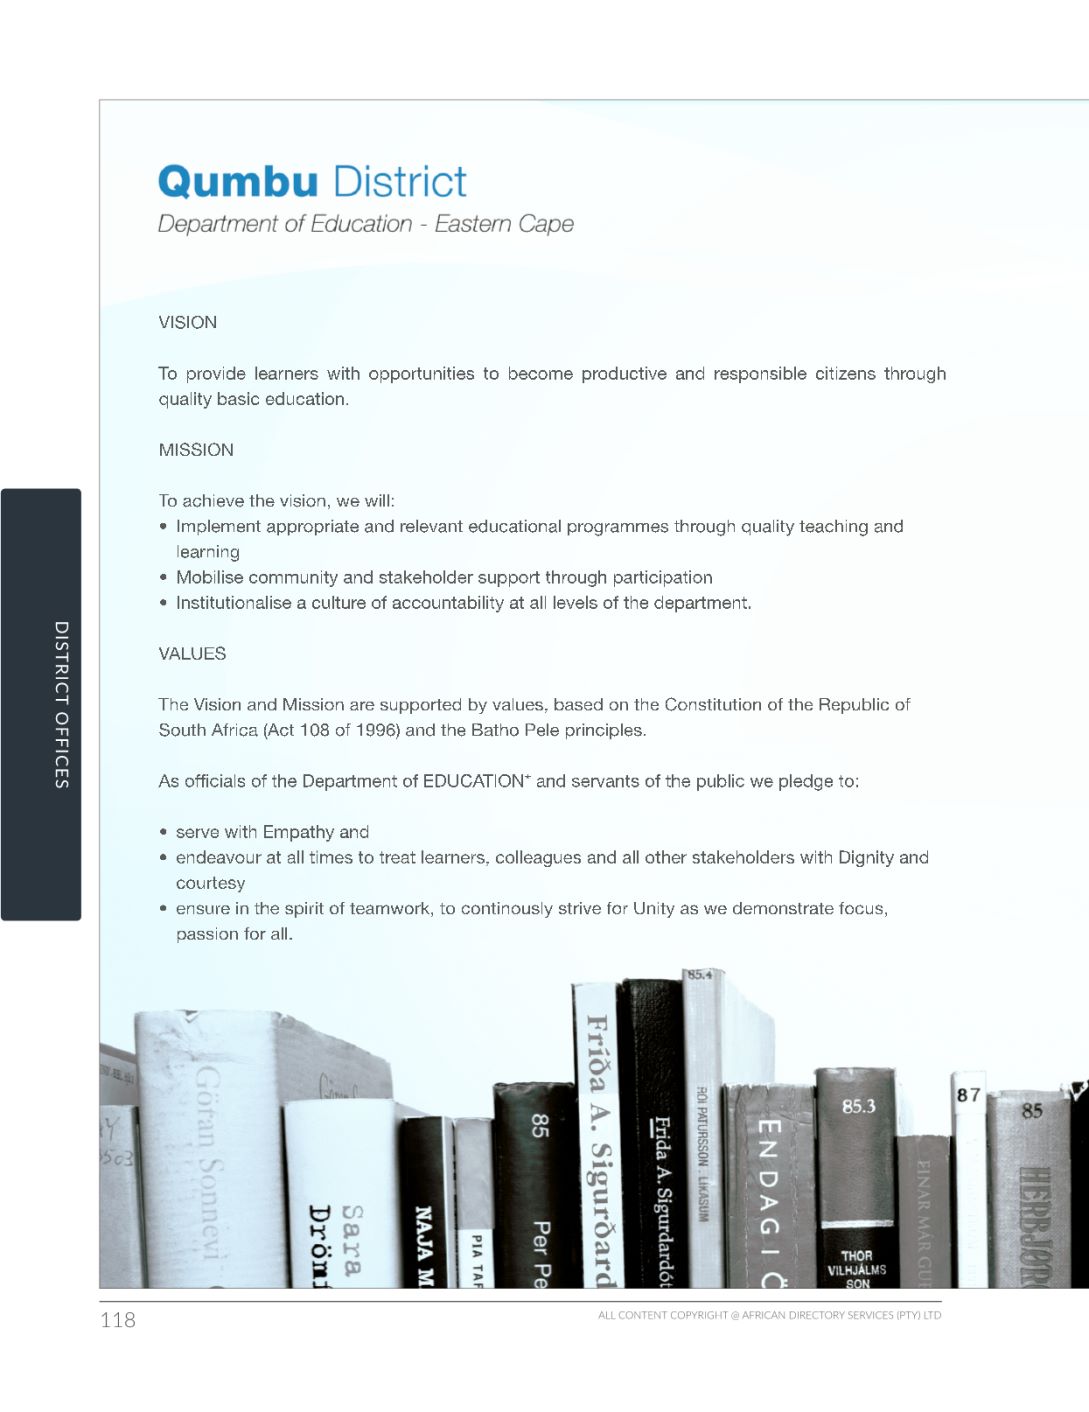 Qumbu District
Department of Education - Eastern Cape
VISION
To provide learners with opportunities to become productive and responsible citizens through
quality basic education.
MISSION
To achieve the vision, we will:
• Implement appropriate and relevant educational programmes through quality teaching and
learning
• Mobilise community and stakeholder support through participation
• Institutionalise a culture of accountability at all levels of the department.
VALUES
The Vision and Mission are supported by values, based on the Constitution of the Republic of
South Africa (Act 108 of 1996) and the Batho Pele principles.
As officials of the Department of EDUCATION+ and servants of the public we pledge to:
• serve with Empathy and
• endeavour at all times to treat learners, colleagues and all other stakeholders with Dignity and
courtesy
• ensure in the spirit of teamwork, to continously strive for Unity as we demonstrate focus,
passion for all.
DISTRICT OFFICES
Göran Sonnevi
Sara
NAJA M
PIA TAF
85
Per Pe
Fríða A. Sigurðard
Frida A. Sigurdardót
85.4
ROI PATURSSON . LÍKASUM
ENDAGI
85.3
THOR
VILHJÁLMS
SON
EINAR MÁR GU
87
85
HERBJØR
118
ALL CONTENT COPYRIGHT @ AFRICAN DIRECTORY SERVICES (PTY) LTD